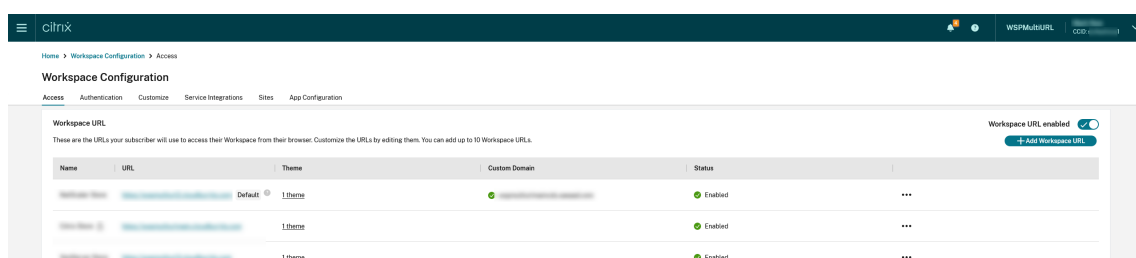 citrix WSPMultiURL CCID:
Home > Workspace Configuration > Access
Workspace Configuration
Access Authentication Customize Service Integrations Sites App Configuration
Workspace URL
Workspace URL enabled
These are the URLs your subscriber will use to access their Workspace from their browser. Customize the URLs by editing them. You can add up to 10 Workspace URLs.
+ Add Workspace URL
Name URL Theme Custom Domain Status
Default 1 theme Enabled
1 theme Enabled
1 theme Enabled